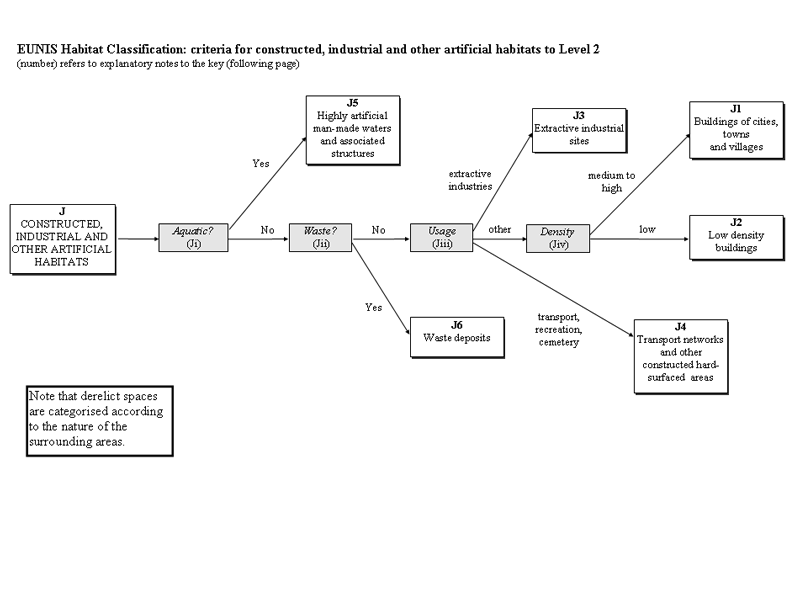 EUNIS Habitat Classification: criteria for constructed, industrial and other artificial habitats to Level 2
(number) refers to explanatory notes to the key (following page)
J5
Highly artificial
man-made waters
and associated
structures
J3
Extractive industrial
sites
J1
Buildings of cities,
towns
and villages
Yes
extractive
industries
medium to
high
J
CONSTRUCTED,
INDUSTRIAL AND
OTHER ARTIFICIAL
HABITATS
Aquatic?
(Ji)
No
Waste?
(Jii)
No
Usage
(Jiii)
other
Density
(Jiv)
low
J2
Low density
buildings
Yes
J6
Waste deposits
transport,
recreation,
cemetery
J4
Transport networks
and other
constructed hard-
surfaced areas
Note that derelict spaces
are categorised according
to the nature of the
surrounding areas.